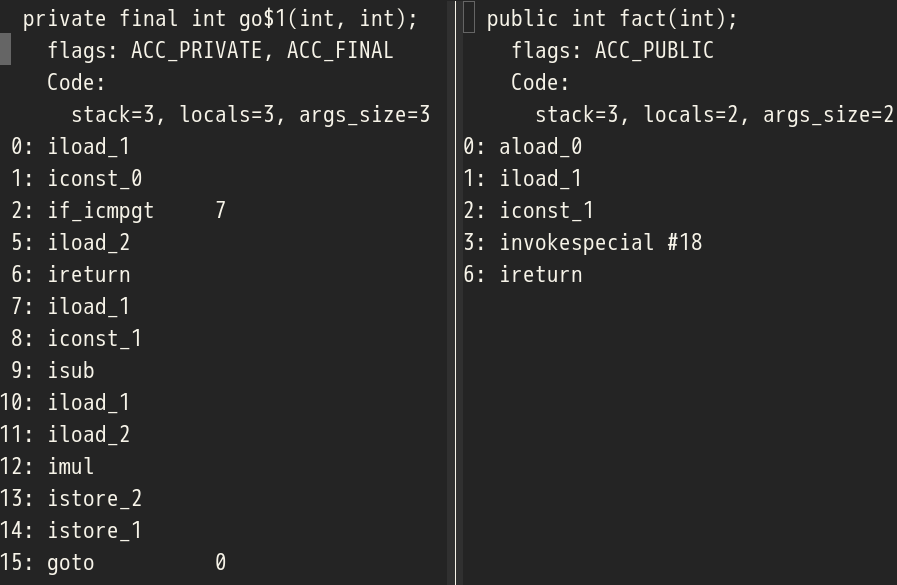 private final int go$1(int, int);
flags: ACC_PRIVATE, ACC_FINAL
Code:
stack=3, locals=3, args_size=3
0: iload_1
1: iconst_0
2: if_icmpgt     7
5: iload_2
6: ireturn
7: iload_1
8: iconst_1
9: isub
10: iload_1
11: iload_2
12: imul
13: istore_2
14: istore_1
15: goto          0
public int fact(int);
flags: ACC_PUBLIC
Code:
stack=3, locals=2, args_size=2
0: aload_0
1: iload_1
2: iconst_1
3: invokespecial #18
6: ireturn